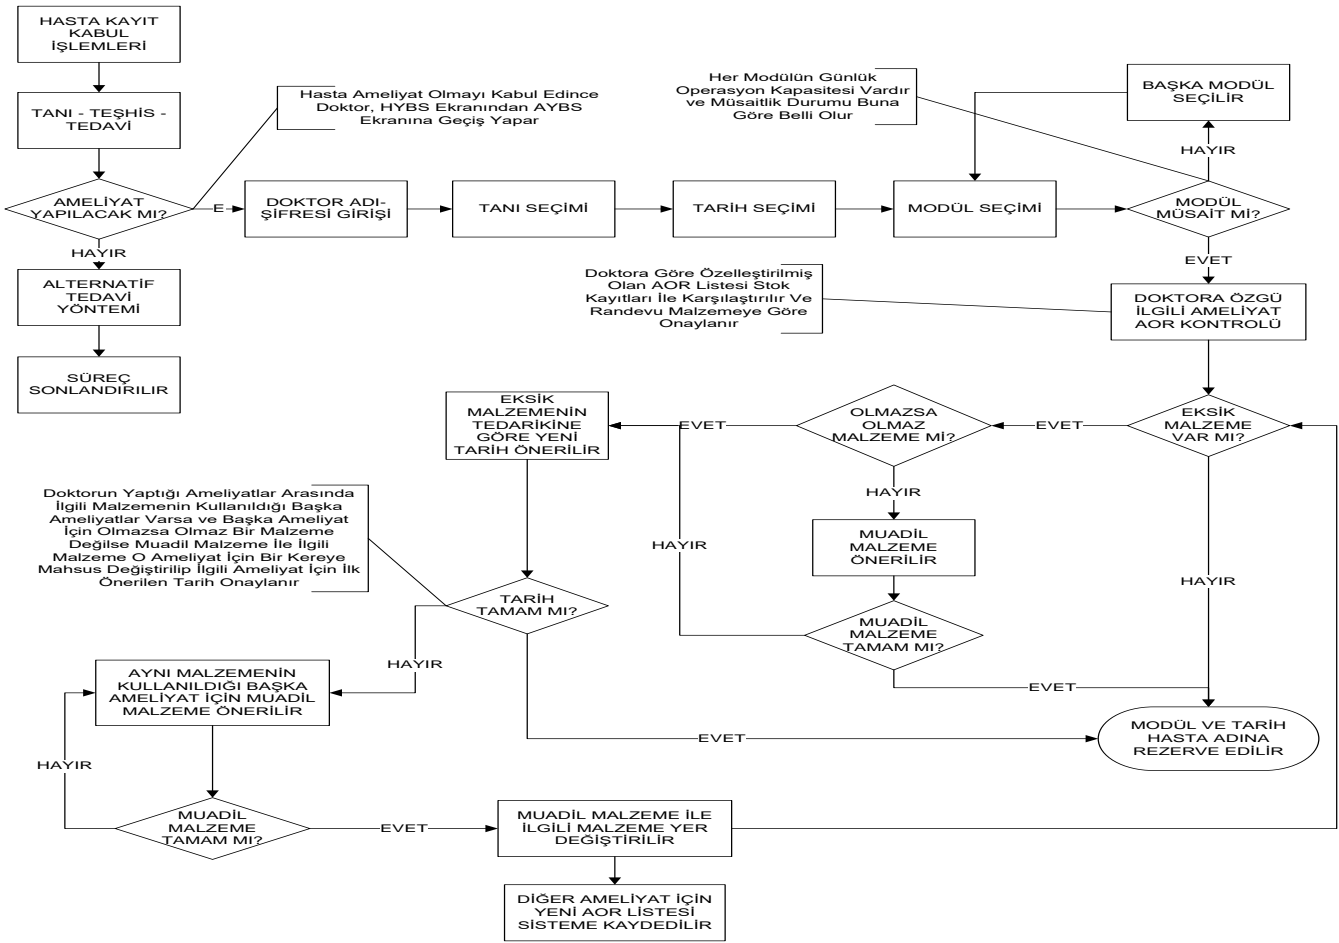 HASTA KAYIT
KABUL
İŞLEMLERİ
TANI - TEŞHİS -
TEDAVİ
AMELİYAT
YAPILACAK MI?
HAYIR
ALTERNATİF
TEDAVİ
YÖNTEMİ
SÜREÇ
SONLANDIRILIR
Hasta Ameliyat Olmayı Kabul Edince
Doktor, HYBS Ekranından AYBS
Ekranına Geçiş Yapar
E
DOKTOR ADI-
ŞİFRESİ GİRİŞİ
TANI SEÇİMİ
TARİH SEÇİMİ
MODÜL SEÇİMİ
Her Modülün Günlük
Operasyon Kapasitesi Vardır
ve Müsaitlik Durumu Buna
Göre Belli Olur
BAŞKA MODÜL
SEÇİLİR
HAYIR
MODÜL
MÜSAİT Mİ?
EVET
Doktora Göre Özelleştirilmiş
Olan AOR Listesi Stok
Kayıtları İle Karşılaştırılır Ve
Randevu Malzemeye Göre
Onaylanır
DOKTORA ÖZGÜ
İLGİLİ AMELİYAT
AOR KONTROLÜ
EKSİK
MALZEME
VAR MI?
EVET
HAYIR
OLMAZSA
OLMAZ
MALZEME Mİ?
EVET
HAYIR
MUADİL
MALZEME
ÖNERİLİR
MUADİL
MALZEME
TAMAM MI?
HAYIR
EVET
EKSİK
MALZEMENİN
TEDARİKİNE
GÖRE YENİ
TARİH ÖNERİLİR
Doktorun Yaptığı Ameliyatlar Arasında
İlgili Malzemenin Kullanıldığı Başka
Ameliyatlar Varsa ve Başka Ameliyat
İçin Olmazsa Olmaz Bir Malzeme
Değilse Muadil Malzeme İle İlgili
Malzeme O Ameliyat İçin Bir Kereye
Mahsus Değiştirilip İlgili Ameliyat İçin İlk
Önerilen Tarih Onaylanır
TARİH
TAMAM MI?
HAYIR
EVET
MODÜL VE TARİH
HASTA ADINA
REZERVE EDİLİR
AYNI MALZEMENİN
KULLANILDIĞI BAŞKA
AMELİYAT İÇİN MUADİL
MALZEME ÖNERİLİR
HAYIR
MUADİL
MALZEME
TAMAM MI?
EVET
MUADİL MALZEME İLE
İLGİLİ MALZEME YER
DEĞİŞTİRİLİR
DİĞER AMELİYAT İÇİN
YENİ AOR LİSTESİ
SİSTEME KAYDEDİLİR